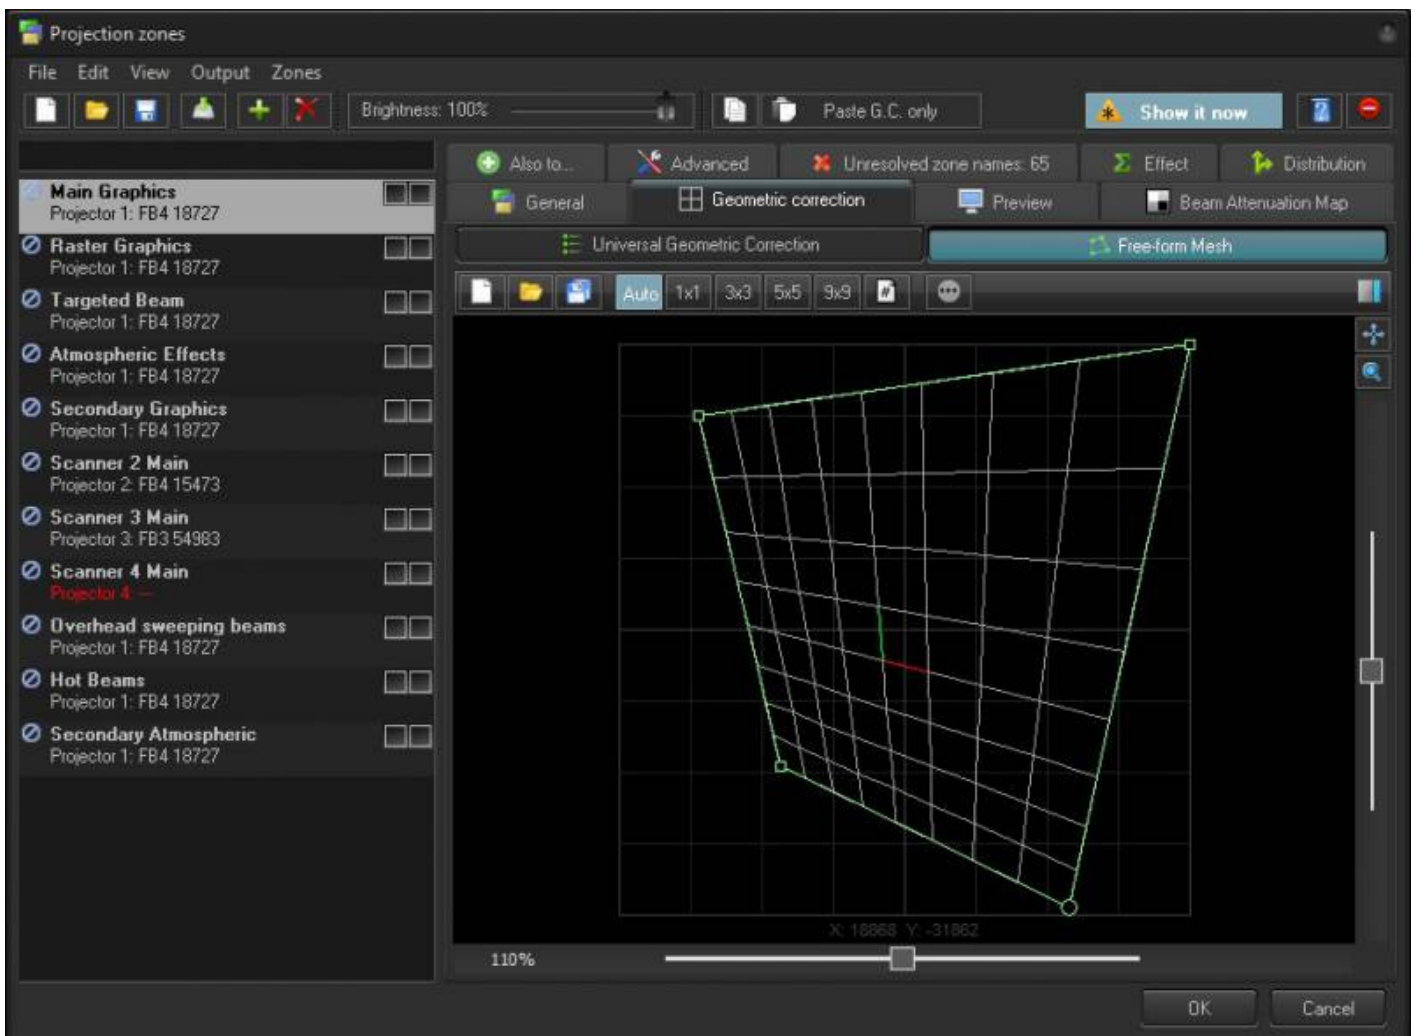 Projection zones
File Edit View Output Zones
Brightness: 100% Paste G.C. only Show it now
Also to... Advanced Unresolved zone names: 65 Effect Distribution
General Geometric correction Preview Beam Attenuation Map
Universal Geometric Correction Free-form Mesh
Auto 1x1 3x3 5x5 9x9 #
Main Graphics
Projector 1: FB4 18727
Raster Graphics
Projector 1: FB4 18727
Targeted Beam
Projector 1: FB4 18727
Atmospheric Effects
Projector 1: FB4 18727
Secondary Graphics
Projector 1: FB4 18727
Scanner 2 Main
Projector 2: FB4 15473
Scanner 3 Main
Projector 3: FB3 54983
Scanner 4 Main
Projector 4: --
Overhead sweeping beams
Projector 1: FB4 18727
Hot Beams
Projector 1: FB4 18727
Secondary Atmospheric
Projector 1: FB4 18727
X: 18868 Y: -31862
110%
OK Cancel